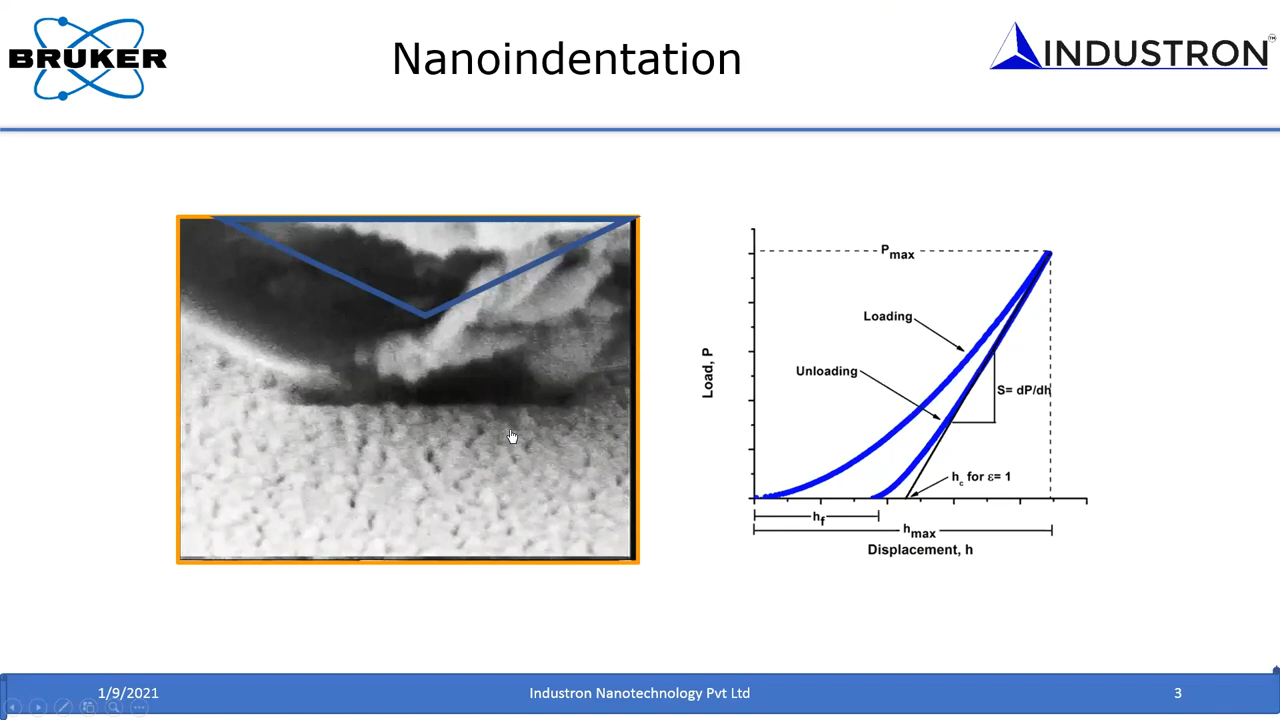 BRUKER
Nanoindentation
INDUSTRON
TM
Pmax
Loading
Unloading
S= dP/dh
hc for ε= 1
Load, P
hf
hmax
Displacement, h
1/9/2021
Industron Nanotechnology Pvt Ltd
3